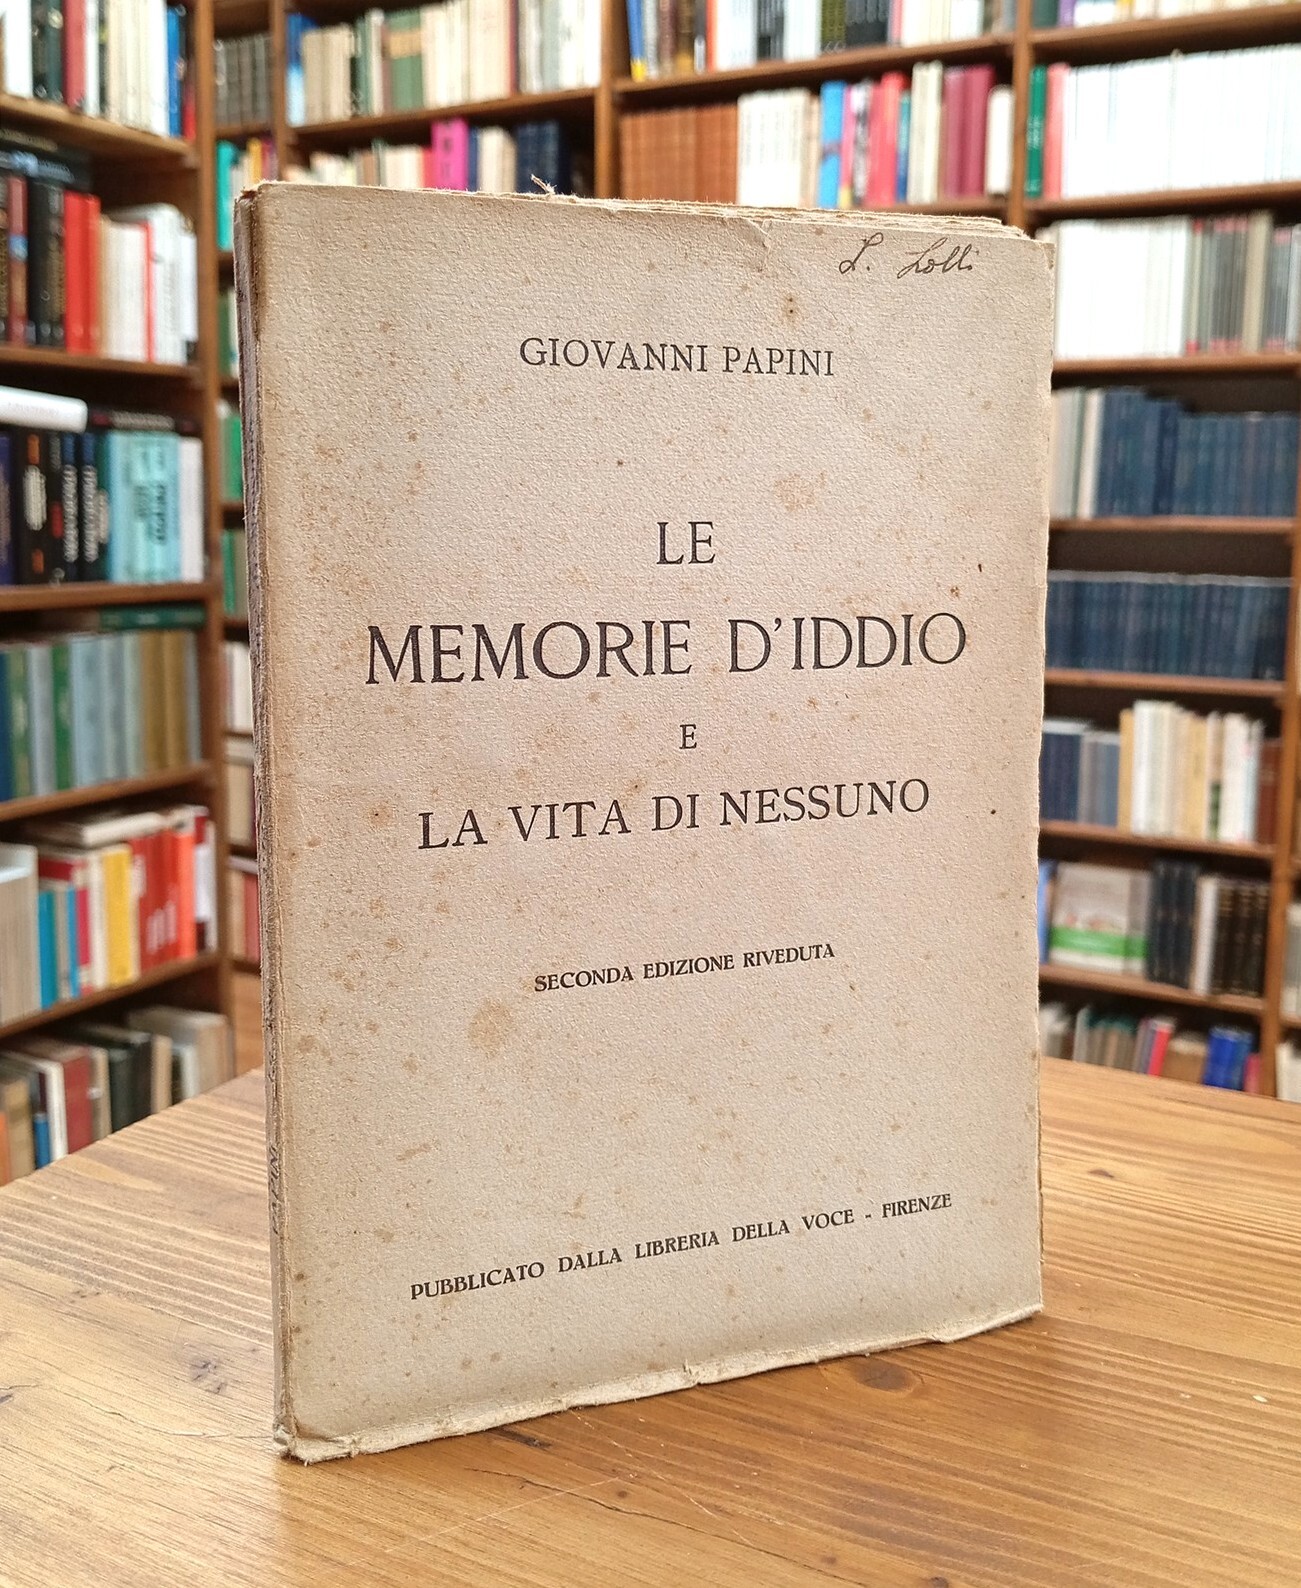 L. Lolli
GIOVANNI PAPINI
LE
MEMORIE D'IDDIO
E
LA VITA DI NESSUNO
SECONDA EDIZIONE RIVEDUTA
PUBBLICATO DALLA LIBRERIA DELLA VOCE - FIRENZE